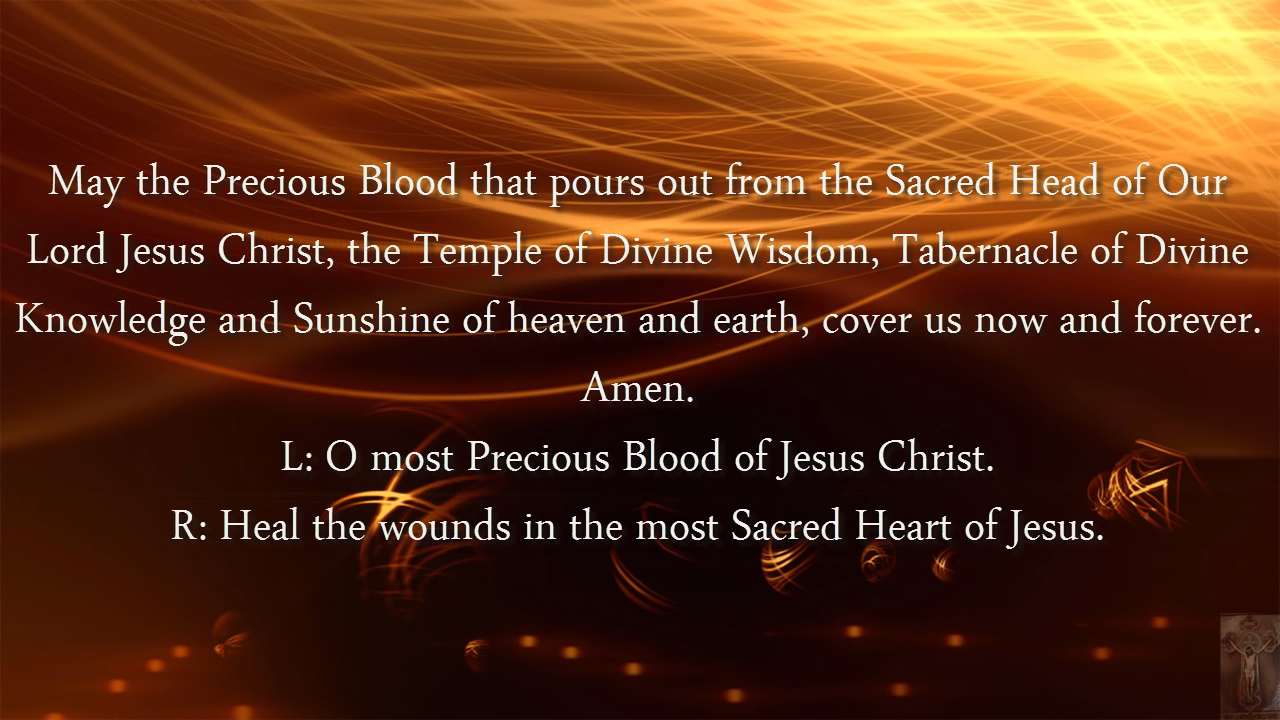 May the Precious Blood that pours out from the Sacred Head of Our
Lord Jesus Christ, the Temple of Divine Wisdom, Tabernacle of Divine
Knowledge and Sunshine of heaven and earth, cover us now and forever.
Amen.
L: O most Precious Blood of Jesus Christ.
R: Heal the wounds in the most Sacred Heart of Jesus.